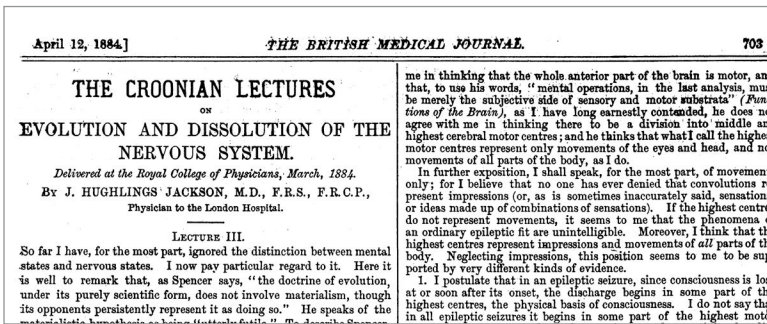 April 12, 1884.]
THE BRITISH MEDICAL JOURNAL.
703
THE CROONIAN LECTURES
ON
EVOLUTION AND DISSOLUTION OF THE
NERVOUS SYSTEM.
Delivered at the Royal College of Physicians, March, 1884.
BY J. HUGHLINGS JACKSON, M.D., F.R.S., F.R.C.P.,
Physician to the London Hospital.
LECTURE III.
So far I have, for the most part, ignored the distinction between mental
states and nervous states. I now pay particular regard to it. Here it
is well to remark that, as Spencer says, "the doctrine of evolution,
under its purely scientific form, does not involve materialism, though
its opponents persistently represent it as doing so." He speaks of the
materialistic hypothesis as being "utterly futile." To describe Spencer
me in thinking that the whole anterior part of the brain is motor, an
that, to use his words, "mental operations, in the last analysis, mu
be merely the subjective side of sensory and motor substrata" (Fun
tions of the Brain), as I have long earnestly contended, he does no
agree with me in thinking there to be a division into middle an
highest cerebral motor centres; and he thinks that what I call the highe
motor centres represent only movements of the eyes and head, and no
movements of all parts of the body, as I do.
In further exposition, I shall speak, for the most part, of movemen
only; for I believe that no one has ever denied that convolutions r
present impressions (or, as is sometimes inaccurately said, sensation
or ideas made up of combinations of sensations). If the highest centr
do not represent movements, it seems to me that the phenomena
an ordinary epileptic fit are unintelligible. Moreover, I think that th
highest centres represent impressions and movements of all parts of th
body. Neglecting impressions, this position seems to me to be su
ported by very different kinds of evidence.
1. I postulate that in an epileptic seizure, since consciousness is los
at or soon after its onset, the discharge begins in some part of th
highest centres, the physical basis of consciousness. I do not say th
in all epileptic seizures it begins in some part of the highest mot